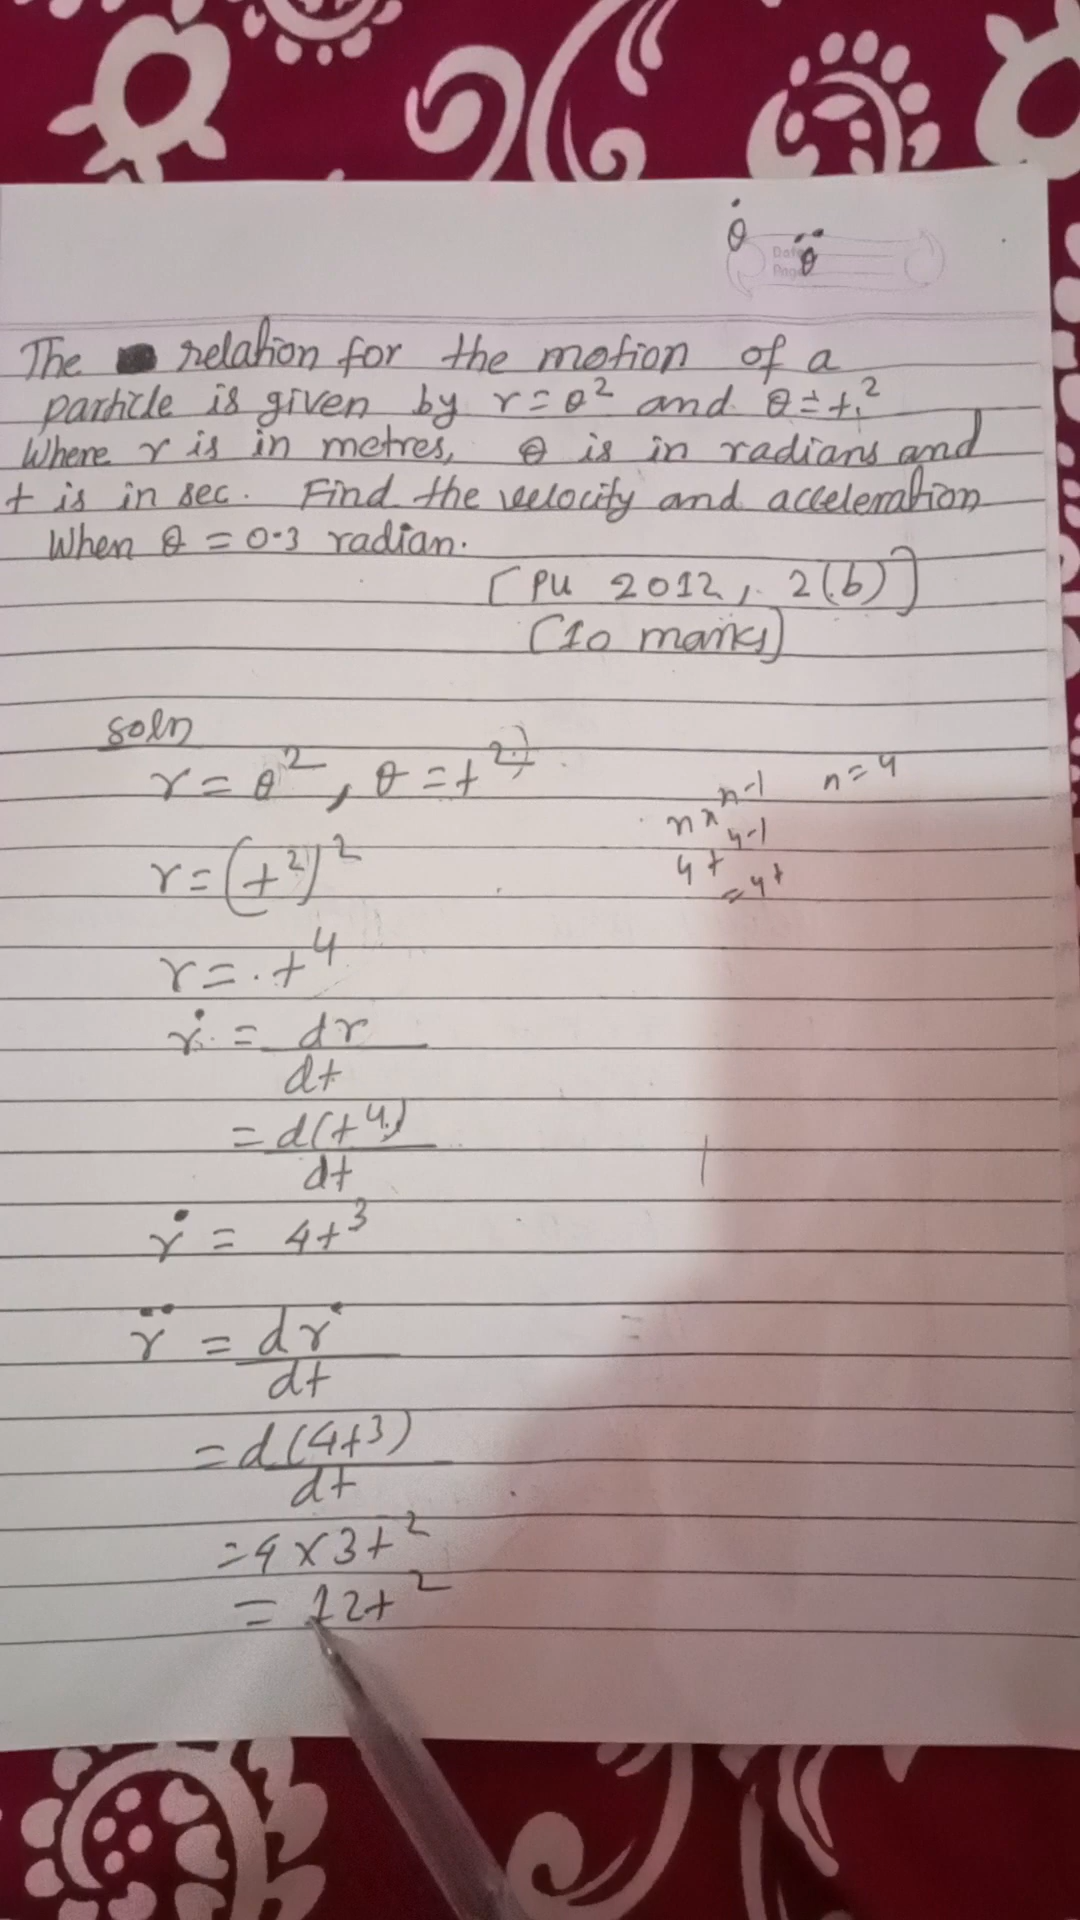 θ̇ θ̈
Date
Page
The relation for the motion of a
particle is given by r = θ² and θ = t²
Where r is in metres, θ is in radians and
t is in sec. Find the velocity and acceleration
When θ = 0.3 radian.
[PU 2012, 2(b)]
[10 marks]
soln
r = θ², θ = t²
n = 4
nxⁿ⁻¹
r = (t²)²
4t⁴⁻¹
= 4t
r = t⁴
ṙ = dr
dt
= d(t⁴)
dt
ṙ = 4t³
r̈ = dṙ
dt
= d(4t³)
dt
= 4 × 3t²
= 12t²